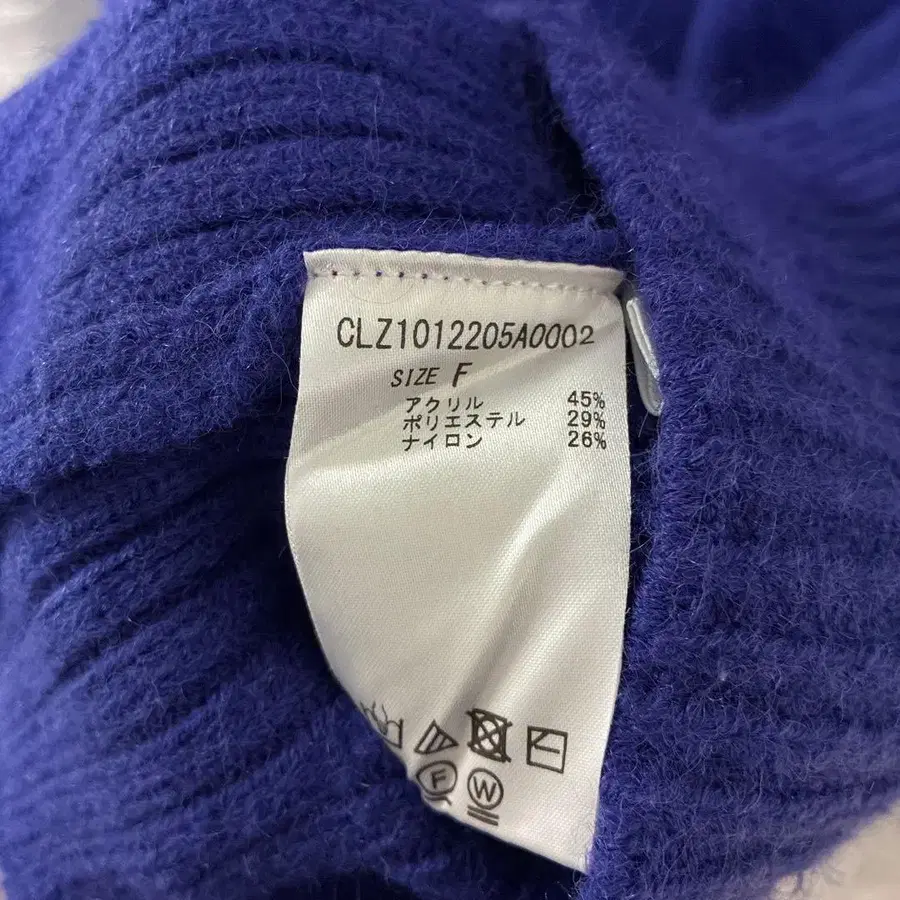 CLZ1012205A0002
SIZE F
アクリル 45%
ポリエステル 29%
ナイロン 26%
F
W